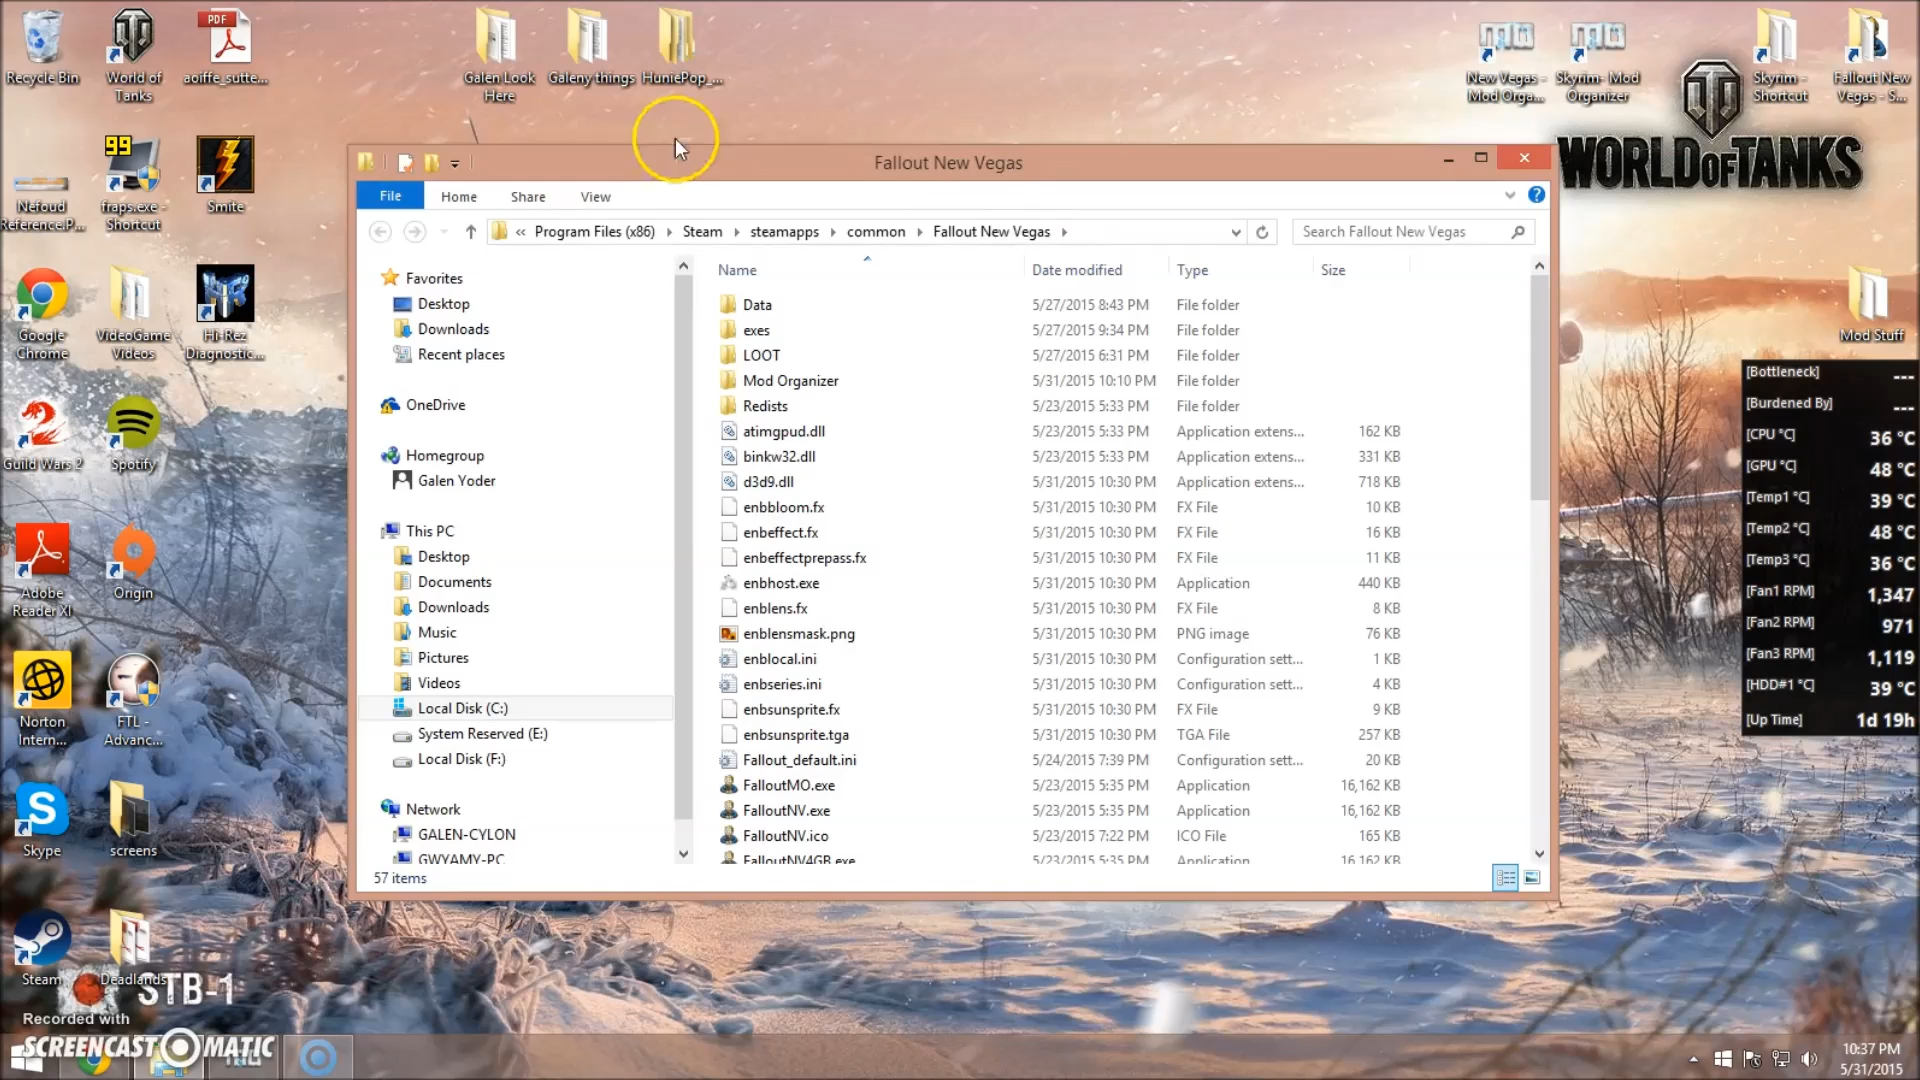 Recycle Bin
World of
Tanks
aoiffe_sutte...
Galen Look
Here
Galeny things
HuniePop_...
New Vegas -
Mod Orga...
Skyrim- Mod
Organizer
Skyrim -
Shortcut
Fallout New
Vegas - S...
WORLD OF TANKS
Nefoud
Reference.P...
99
fraps.exe -
Shortcut
Smite
Google
Chrome
VideoGame
Videos
Hi-Rez
Diagnostic...
Guild Wars 2
Spotify
Adobe
Reader XI
Origin
Norton
Intern...
FTL -
Advanc...
Skype
screens
Steam
Deadlands
STB-1
Recorded with
SCREENCAST MATIC
Fallout New Vegas
File
Home
Share
View
« Program Files (x86) Steam steamapps common Fallout New Vegas
Search Fallout New Vegas
Favorites
Desktop
Downloads
Recent places
OneDrive
Homegroup
Galen Yoder
This PC
Desktop
Documents
Downloads
Music
Pictures
Videos
Local Disk (C:)
System Reserved (E:)
Local Disk (F:)
Network
GALEN-CYLON
GWYAMY-PC
Name Date modified Type Size
Data 5/27/2015 8:43 PM File folder
exes 5/27/2015 9:34 PM File folder
LOOT 5/27/2015 6:31 PM File folder
Mod Organizer 5/31/2015 10:10 PM File folder
Redists 5/23/2015 5:33 PM File folder
atimgpud.dll 5/23/2015 5:33 PM Application extens... 162 KB
binkw32.dll 5/23/2015 5:33 PM Application extens... 331 KB
d3d9.dll 5/31/2015 10:30 PM Application extens... 718 KB
enbbloom.fx 5/31/2015 10:30 PM FX File 10 KB
enbeffect.fx 5/31/2015 10:30 PM FX File 16 KB
enbeffectprepass.fx 5/31/2015 10:30 PM FX File 11 KB
enbhost.exe 5/31/2015 10:30 PM Application 440 KB
enblens.fx 5/31/2015 10:30 PM FX File 8 KB
enblensmask.png 5/31/2015 10:30 PM PNG image 76 KB
enblocal.ini 5/31/2015 10:30 PM Configuration sett... 1 KB
enbseries.ini 5/31/2015 10:30 PM Configuration sett... 4 KB
enbsunsprite.fx 5/31/2015 10:30 PM FX File 9 KB
enbsunsprite.tga 5/31/2015 10:30 PM TGA File 257 KB
Fallout_default.ini 5/24/2015 7:39 PM Configuration sett... 20 KB
FalloutMO.exe 5/23/2015 5:35 PM Application 16,162 KB
FalloutNV.exe 5/23/2015 5:35 PM Application 16,162 KB
FalloutNV.ico 5/23/2015 7:22 PM ICO File 165 KB
FalloutNV4GB.exe 5/23/2015 5:35 PM Application 16,162 KB
57 items
Mod Stuff
[Bottleneck] ---
[Burdened By] ---
[CPU °C] 36 °C
[GPU °C] 48 °C
[Temp1 °C] 39 °C
[Temp2 °C] 48 °C
[Temp3 °C] 36 °C
[Fan1 RPM] 1,347
[Fan2 RPM] 971
[Fan3 RPM] 1,119
[HDD#1 °C] 39 °C
[Up Time] 1d 19h
10:37 PM
5/31/2015